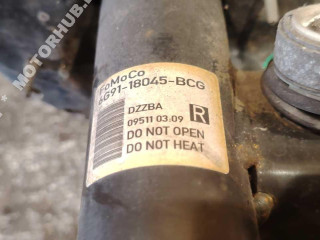 MOTORHUB.
FoMoCo
6G91-18045-BCG
DZZBA
09511 03.09
R
DO NOT OPEN
DO NOT HEAT